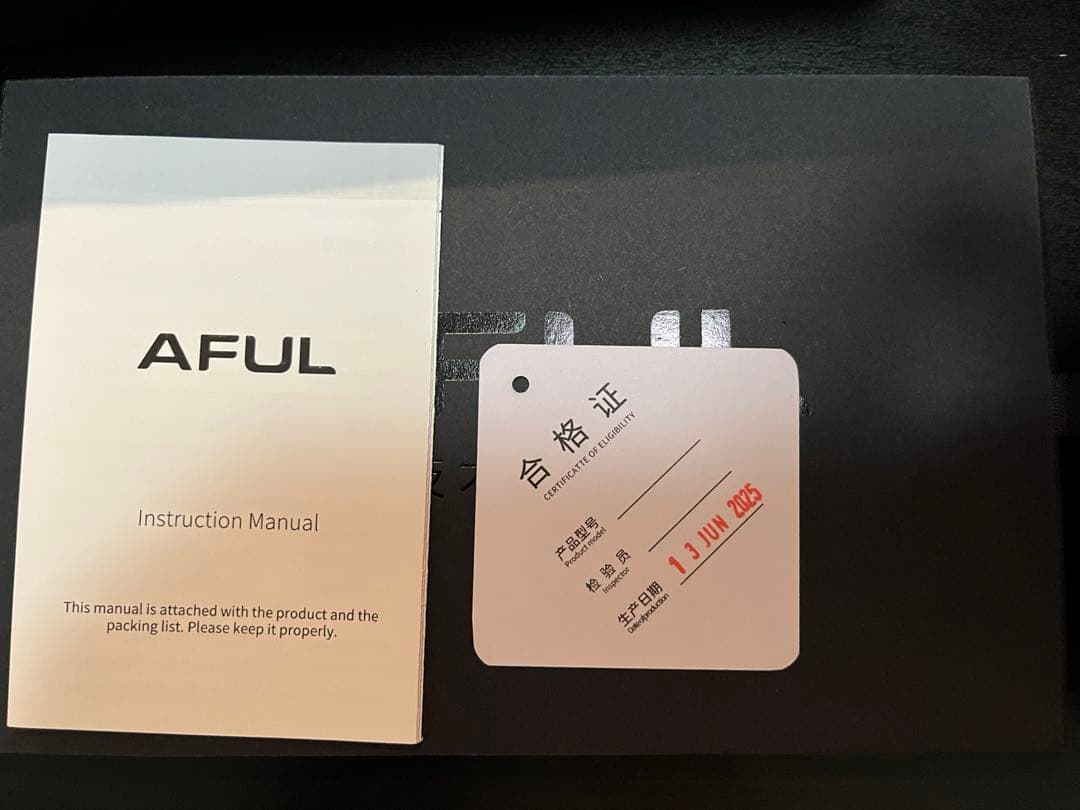 AFUL
Instruction Manual
This manual is attached with the product and the
packing list. Please keep it properly.
合格证
CERTIFICATTE OF ELIGIBILITY
产品型号
Product model
检验员
Inspector
生产日期
Dateofproduction
13 JUN 2025